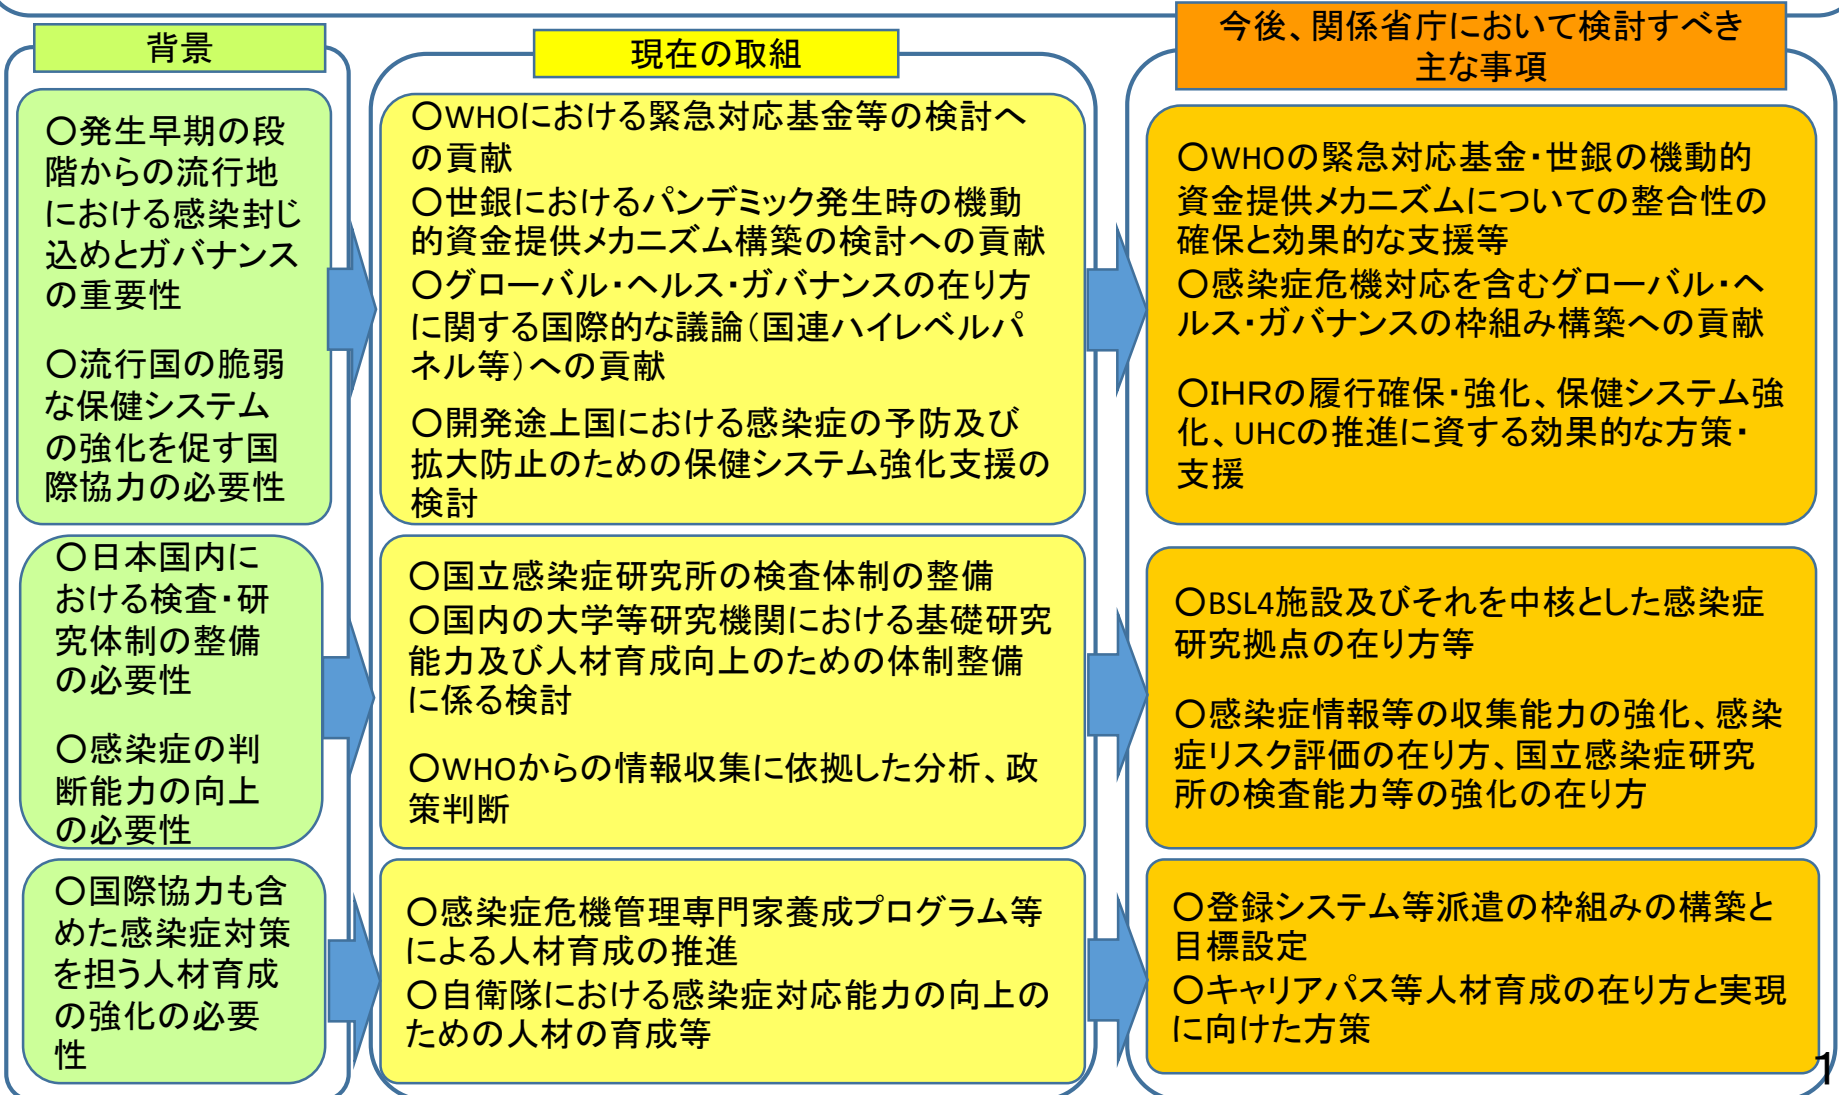 背景
〇発生早期の段
階からの流行地
における感染封じ
込めとガバナンス
の重要性
〇流行国の脆弱
な保健システム
の強化を促す国
際協力の必要性
〇日本国内に
おける検査・研
究体制の整備
の必要性
〇感染症の判
断能力の向上
の必要性
〇国際協力も含
めた感染症対策
を担う人材育成
の強化の必要
性
現在の取組
〇WHOにおける緊急対応基金等の検討へ
の貢献
〇世銀におけるパンデミック発生時の機動
的資金提供メカニズム構築の検討への貢献
〇グローバル・ヘルス・ガバナンスの在り方
に関する国際的な議論（国連ハイレベルパ
ネル等）への貢献
〇開発途上国における感染症の予防及び
拡大防止のための保健システム強化支援の
検討
〇国立感染症研究所の検査体制の整備
〇国内の大学等研究機関における基礎研究
能力及び人材育成向上のための体制整備
に係る検討
〇WHOからの情報収集に依拠した分析、政
策判断
〇感染症危機管理専門家養成プログラム等
による人材育成の推進
〇自衛隊における感染症対応能力の向上の
ための人材の育成等
今後、関係省庁において検討すべき
主な事項
〇WHOの緊急対応基金・世銀の機動的
資金提供メカニズムについての整合性の
確保と効果的な支援等
〇感染症危機対応を含むグローバル・ヘ
ルス・ガバナンスの枠組み構築への貢献
〇IHRの履行確保・強化、保健システム強
化、UHCの推進に資する効果的な方策・
支援
〇BSL4施設及びそれを中核とした感染症
研究拠点の在り方等
〇感染症情報等の収集能力の強化、感染
症リスク評価の在り方、国立感染症研究
所の検査能力等の強化の在り方
〇登録システム等派遣の枠組みの構築と
目標設定
〇キャリアパス等人材育成の在り方と実現
に向けた方策
1